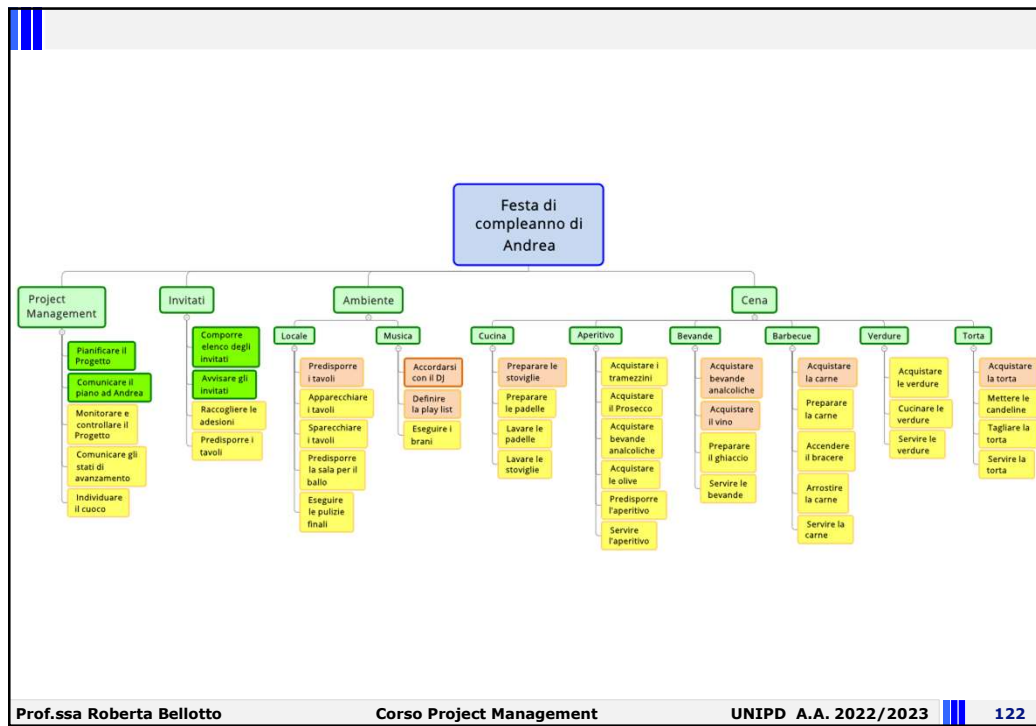 Festa di
compleanno di
Andrea
Project
Management
Pianificare il
Progetto
Comunicare il
piano ad Andrea
Monitorare e
controllare il
Progetto
Comunicare gli
stati di
avanzamento
Individuare
il cuoco
Invitati
Comporre
elenco degli
invitati
Avvisare gli
invitati
Raccogliere le
adesioni
Predisporre i
tavoli
Ambiente
Locale
Predisporre
i tavoli
Apparecchiare
i tavoli
Sparecchiare
i tavoli
Predisporre
la sala per il
ballo
Eseguire
le pulizie
finali
Musica
Accordarsi
con il DJ
Definire
la play list
Eseguire i
brani
Cena
Cucina
Preparare le
stoviglie
Preparare
le padelle
Lavare le
padelle
Lavare le
stoviglie
Aperitivo
Acquistare i
tramezzini
Acquistare
il Prosecco
Acquistare
bevande
analcoliche
Acquistare
le olive
Predisporre
l'aperitivo
Servire
l'aperitivo
Bevande
Acquistare
bevande
analcoliche
Acquistare
il vino
Preparare
il ghiaccio
Servire le
bevande
Barbecue
Acquistare
la carne
Preparare
la carne
Accendere
il bracere
Arrostire
la carne
Servire la
carne
Verdure
Acquistare
le verdure
Cucinare le
verdure
Servire le
verdure
Torta
Acquistare
la torta
Mettere le
candeline
Tagliare la
torta
Servire la
torta
Prof.ssa Roberta Bellotto Corso Project Management UNIPD A.A. 2022/2023 122